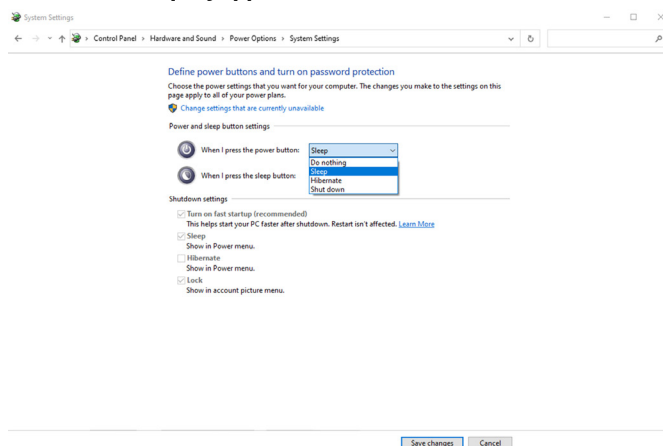 System Settings
Control Panel > Hardware and Sound > Power Options > System Settings
Define power buttons and turn on password protection
Choose the power settings that you want for your computer. The changes you make to the settings on this
page apply to all of your power plans.
Change settings that are currently unavailable
Power and sleep button settings
When I press the power button: Sleep
Do nothing
Sleep
When I press the sleep button: Hibernate
Shut down
Shutdown settings
Turn on fast startup (recommended)
This helps start your PC faster after shutdown. Restart isn't affected. Learn More
Sleep
Show in Power menu.
Hibernate
Show in Power menu.
Lock
Show in account picture menu.
Save changes Cancel